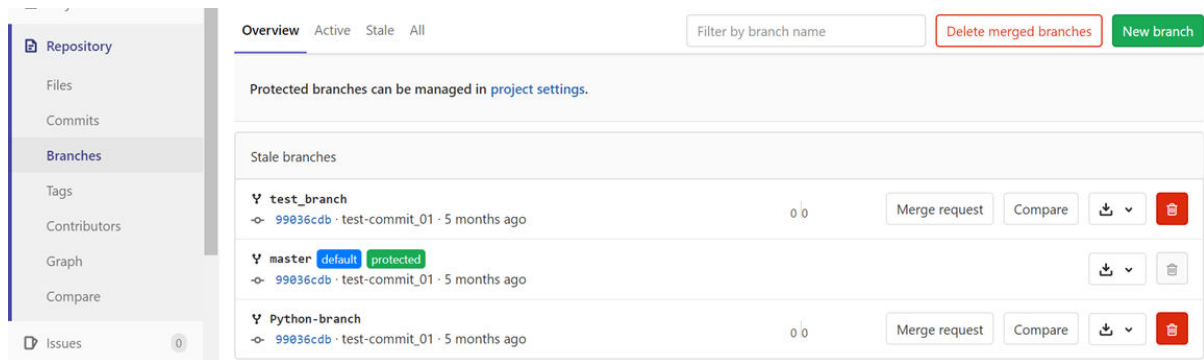 Overview Active Stale All Filter by branch name Delete merged branches New branch
Repository
Files
Commits
Branches
Tags
Contributors
Graph
Compare
Issues 0
Protected branches can be managed in project settings.
Stale branches
test_branch
99036cdb · test-commit_01 · 5 months ago
0 0 Merge request Compare
master default protected
99036cdb · test-commit_01 · 5 months ago
Python-branch
99036cdb · test-commit_01 · 5 months ago
0 0 Merge request Compare